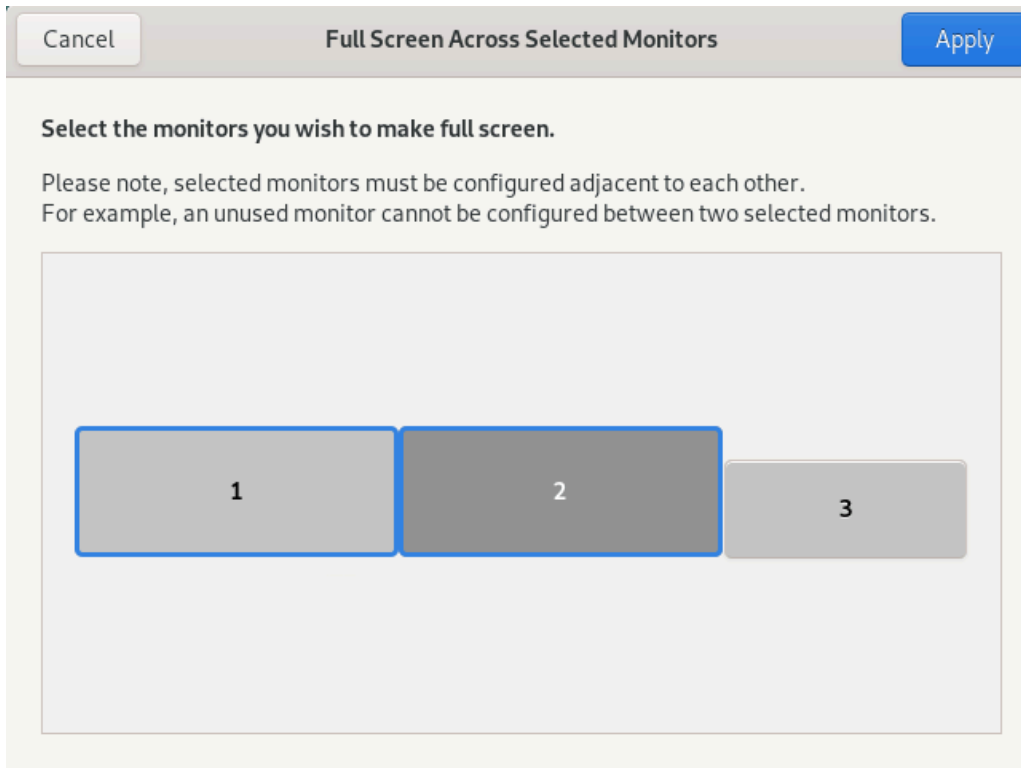 Cancel
Full Screen Across Selected Monitors
Apply
Select the monitors you wish to make full screen.
Please note, selected monitors must be configured adjacent to each other.
For example, an unused monitor cannot be configured between two selected monitors.
1
2
3